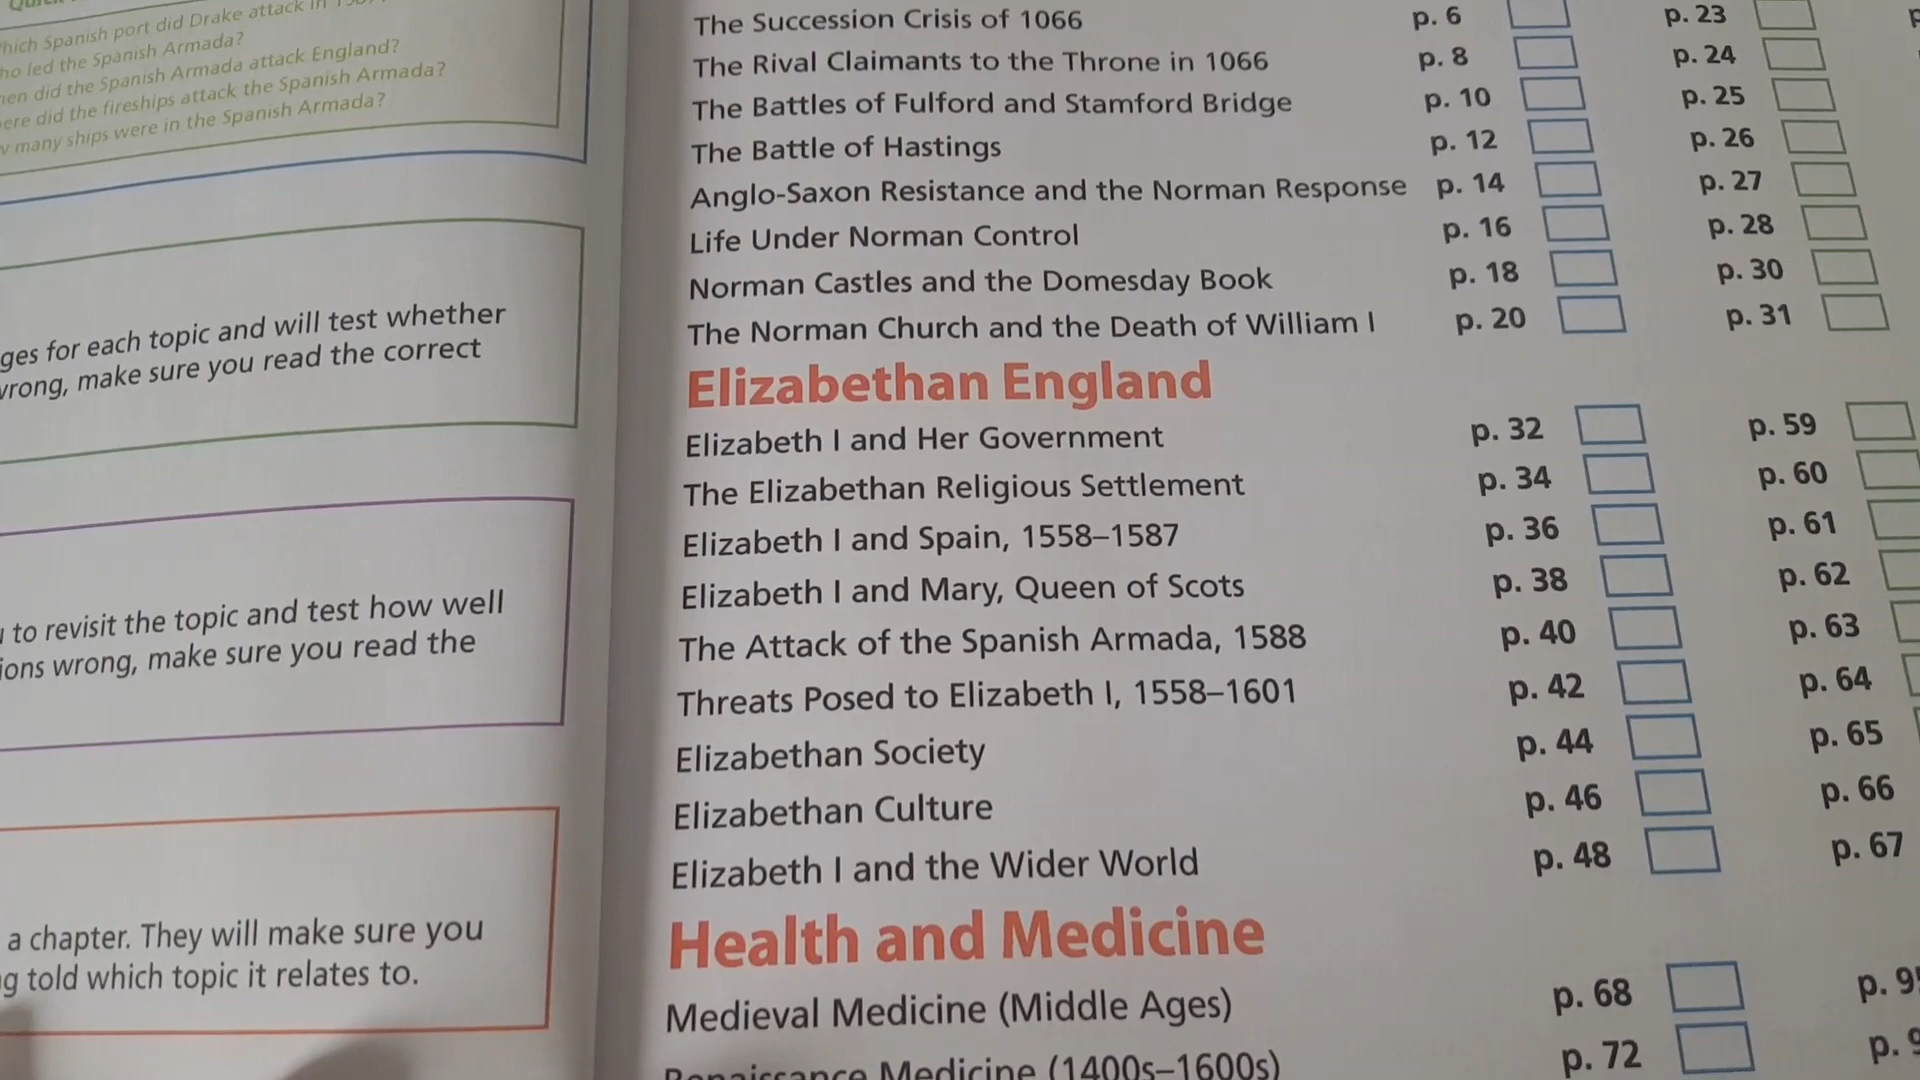 Spanish port did Drake attack in
led the Spanish Armada?
did the Spanish Armada attack England?
did the fireships attack the Spanish Armada?
many ships were in the Spanish Armada?
for each topic and will test whether
make sure you read the correct
to revisit the topic and test how well
wrong, make sure you read the
a chapter. They will make sure you
told which topic it relates to.
The Succession Crisis of 1066 p. 6 p. 23
The Rival Claimants to the Throne in 1066 p. 8 p. 24
The Battles of Fulford and Stamford Bridge p. 10 p. 25
The Battle of Hastings p. 12 p. 26
Anglo-Saxon Resistance and the Norman Response p. 14 p. 27
Life Under Norman Control p. 16 p. 28
Norman Castles and the Domesday Book p. 18 p. 30
The Norman Church and the Death of William I p. 20 p. 31
Elizabethan England
Elizabeth I and Her Government p. 32 p. 59
The Elizabethan Religious Settlement p. 34 p. 60
Elizabeth I and Spain, 1558–1587 p. 36 p. 61
Elizabeth I and Mary, Queen of Scots p. 38 p. 62
The Attack of the Spanish Armada, 1588 p. 40 p. 63
Threats Posed to Elizabeth I, 1558–1601 p. 42 p. 64
Elizabethan Society p. 44 p. 65
Elizabethan Culture p. 46 p. 66
Elizabeth I and the Wider World p. 48 p. 67
Health and Medicine
Medieval Medicine (Middle Ages) p. 68 p.
Renaissance Medicine (1400s–1600s) p. 72 p.